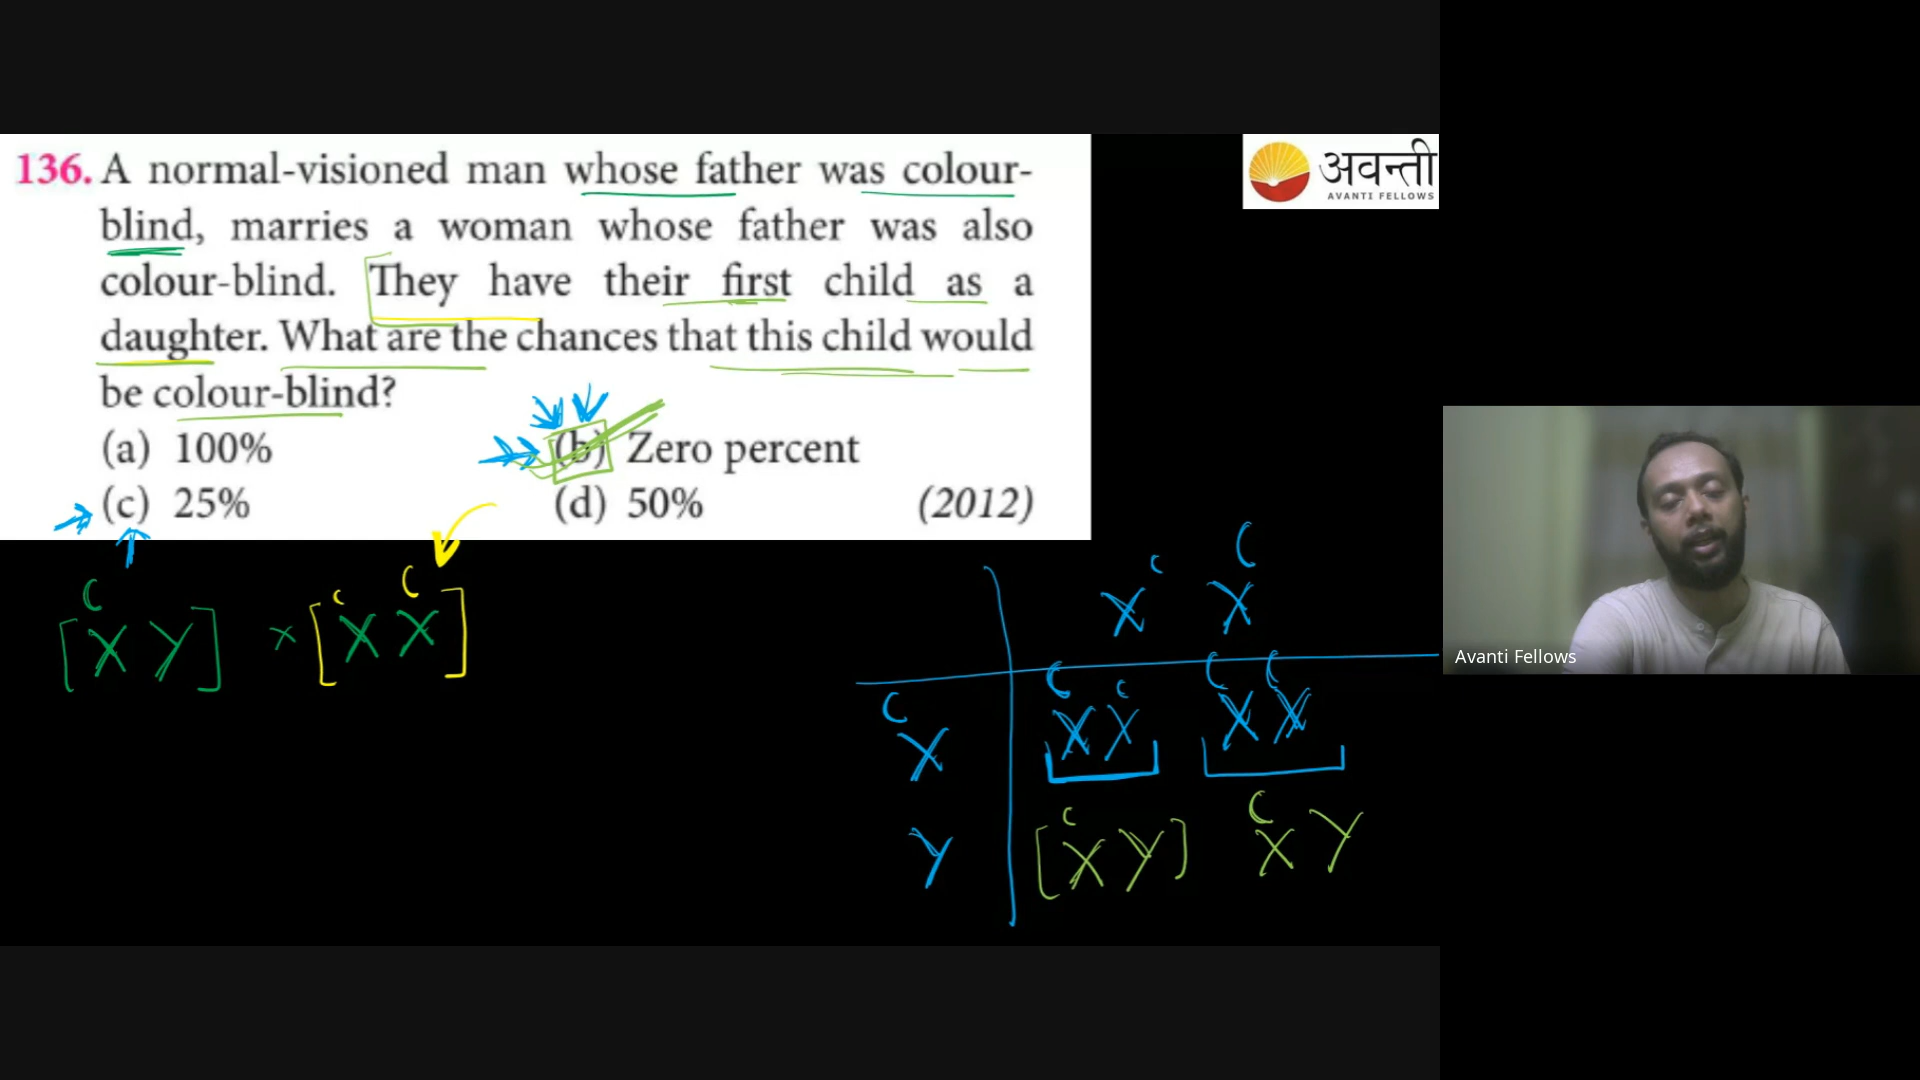 136. A normal-visioned man whose father was colour-
blind, marries a woman whose father was also
colour-blind. They have their first child as a
daughter. What are the chances that this child would
be colour-blind?
(a) 100% (b) Zero percent
(c) 25% (d) 50% (2012)
अवन्ती
AVANTI FELLOWS
C c C
[X Y] × [X X]
c C
X X
C C c C C
X X X X X
c C
Y [X Y] X Y
Avanti Fellows